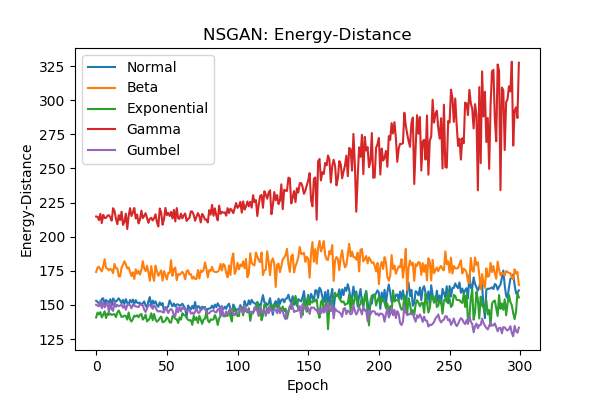 NSGAN: Energy-Distance
Normal
Beta
Exponential
Gamma
Gumbel
Energy-Distance
325
300
275
250
225
200
175
150
125
0
50
100
150
200
250
300
Epoch